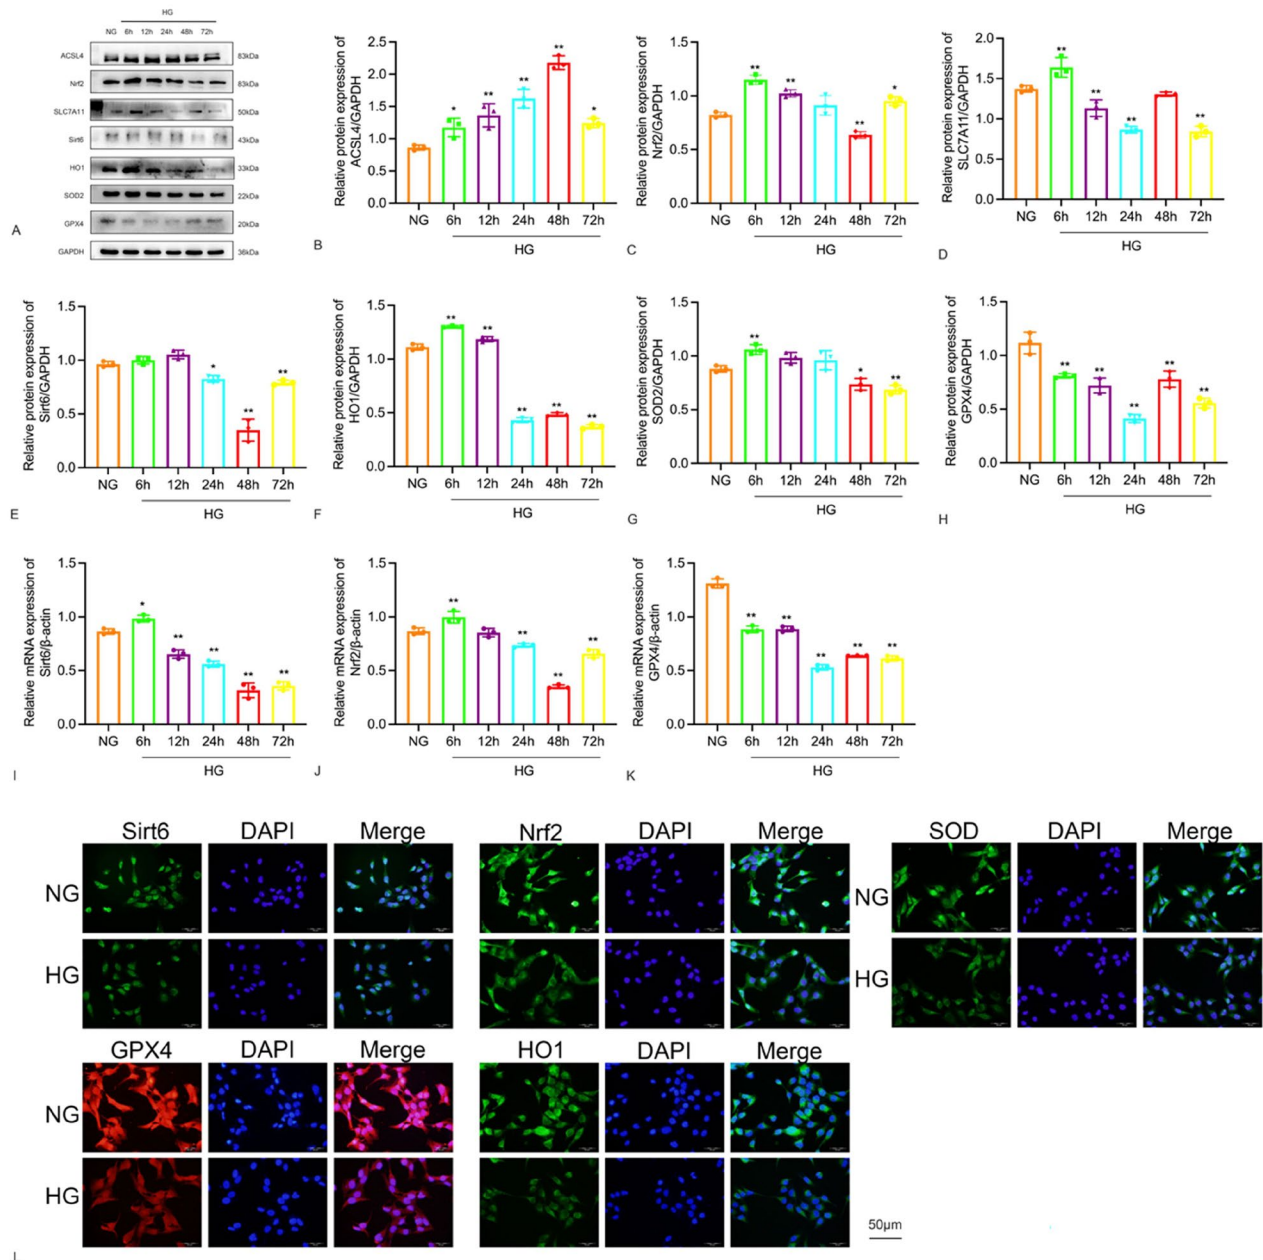 HG
NG 6h 12h 24h 48h 72h
ACSL4 83kDa
Nrf2 83kDa
SLC7A11 50kDa
Sirt6 43kDa
HO1 33kDa
SOD2 22kDa
GPX4 20kDa
GAPDH 36kDa
A
Relative protein expression of
ACSL4/GAPDH
2.5
2.0
1.5
1.0
0.5
0.0
* ** ** ** *
NG 6h 12h 24h 48h 72h
HG
B
Relative protein expression of
Nrf2/GAPDH
1.5
1.0
0.5
0.0
** ** ** *
NG 6h 12h 24h 48h 72h
HG
C
Relative protein expression of
SLC7A11/GAPDH
2.0
1.5
1.0
0.5
0.0
** ** ** **
NG 6h 12h 24h 48h 72h
HG
D
Relative protein expression of
Sirt6/GAPDH
1.5
1.0
0.5
0.0
* ** **
NG 6h 12h 24h 48h 72h
HG
E
Relative protein expression of
HO1/GAPDH
1.5
1.0
0.5
0.0
** ** ** ** **
NG 6h 12h 24h 48h 72h
HG
F
Relative protein expression of
SOD2/GAPDH
1.5
1.0
0.5
0.0
** * **
NG 6h 12h 24h 48h 72h
HG
G
Relative protein expression of
GPX4/GAPDH
1.5
1.0
0.5
0.0
** ** ** ** **
NG 6h 12h 24h 48h 72h
HG
H
Relative mRNA expression of
Sirt6/β-actin
1.5
1.0
0.5
0.0
* ** ** ** **
NG 6h 12h 24h 48h 72h
HG
I
Relative mRNA expression of
Nrf2/β-actin
1.5
1.0
0.5
0.0
** ** ** **
NG 6h 12h 24h 48h 72h
HG
J
Relative mRNA expression of
GPX4/β-actin
1.5
1.0
0.5
0.0
** ** ** ** **
NG 6h 12h 24h 48h 72h
HG
K
Sirt6 DAPI Merge
NG
HG
Nrf2 DAPI Merge
SOD DAPI Merge
NG
HG
GPX4 DAPI Merge
NG
HG
HO1 DAPI Merge
50μm
L